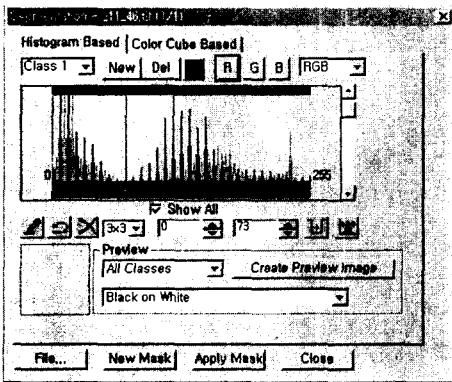 Histogram Based Color Cube Based
Class 1 New Del R G B RGB
0 255
Show All
3x3 0 73
Preview
All Classes Create Preview Image
Black on White
File... New Mask Apply Mask Close